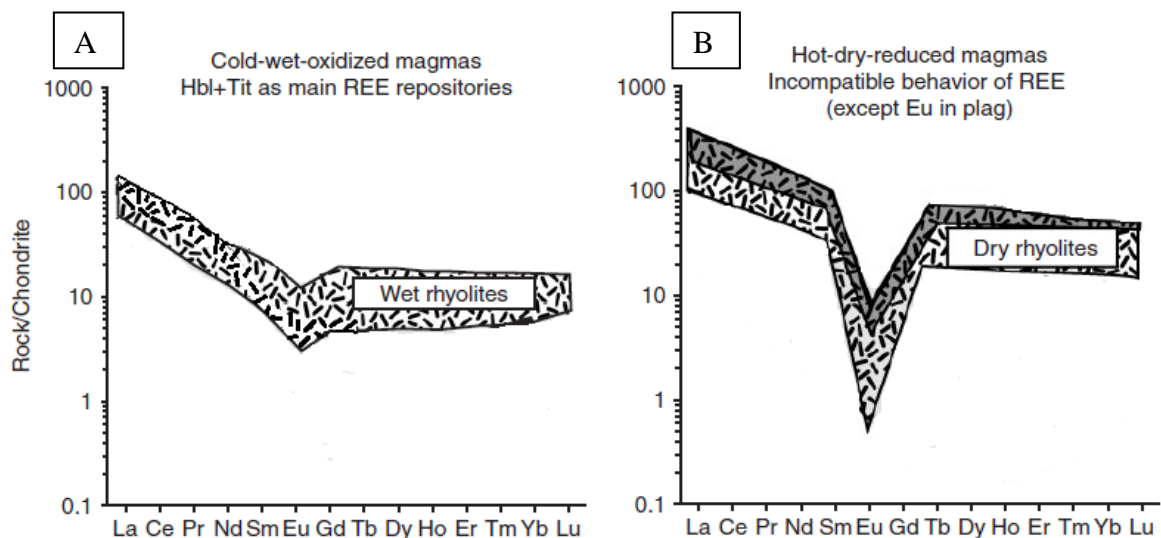 A
Cold-wet-oxidized magmas
Hbl+Tit as main REE repositories
Rock/Chondrite
1000
100
10
1
0.1
Wet rhyolites
La Ce Pr Nd Sm Eu Gd Tb Dy Ho Er Tm Yb Lu
B
Hot-dry-reduced magmas
Incompatible behavior of REE
(except Eu in plag)
1000
100
10
1
0.1
Dry rhyolites
La Ce Pr Nd Sm Eu Gd Tb Dy Ho Er Tm Yb Lu